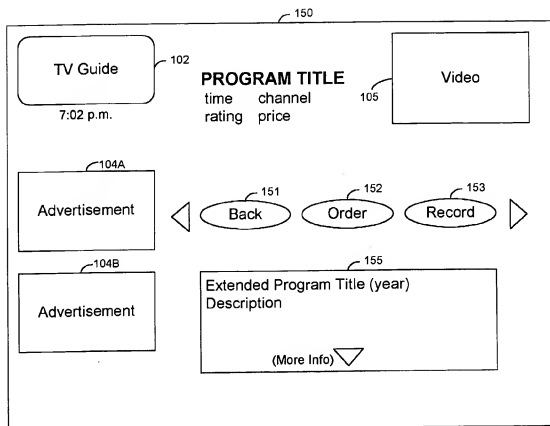 150
TV Guide
102
7:02 p.m.
PROGRAM TITLE
time channel
rating price
105
Video
104A
Advertisement
151
Back
152
Order
153
Record
104B
Advertisement
155
Extended Program Title (year)
Description
(More Info)